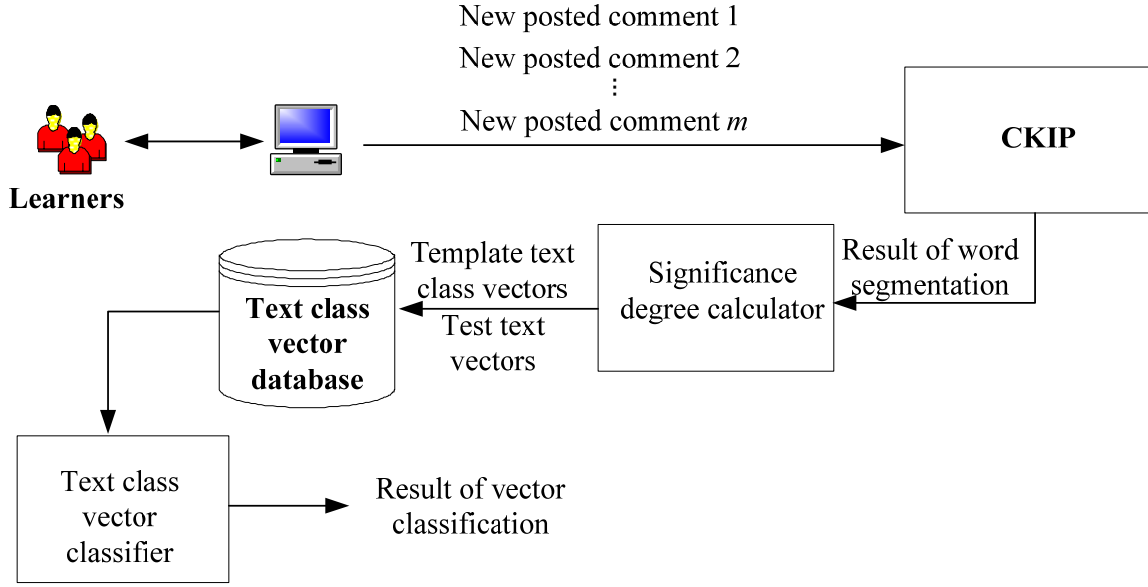 New posted comment 1
New posted comment 2
⋮
New posted comment m
Learners
CKIP
Result of word
segmentation
Significance
degree calculator
Template text
class vectors
Test text
vectors
Text class
vector
database
Text class
vector
classifier
Result of vector
classification